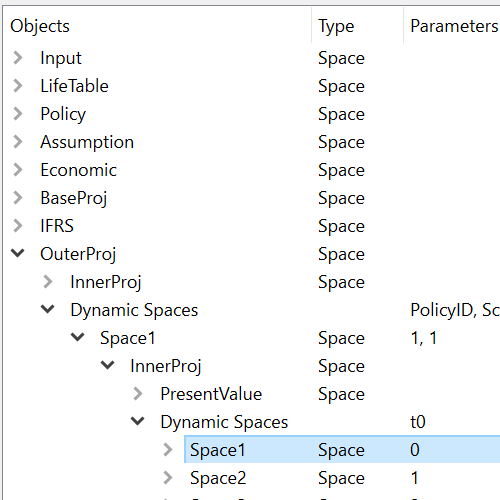 Objects Type Parameters
Input Space
LifeTable Space
Policy Space
Assumption Space
Economic Space
BaseProj Space
IFRS Space
OuterProj Space
InnerProj Space
Dynamic Spaces PolicyID, Sc
Space1 Space 1, 1
InnerProj Space
PresentValue Space
Dynamic Spaces t0
Space1 Space 0
Space2 Space 1